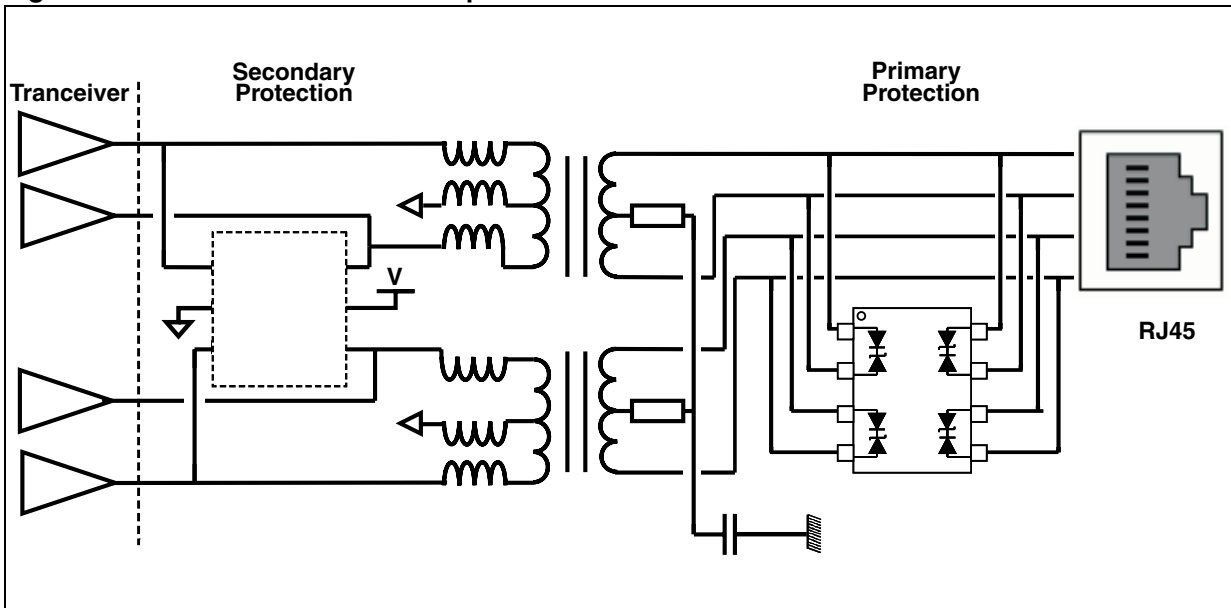 Tranceiver
Secondary
Protection
Primary
Protection
V
RJ45